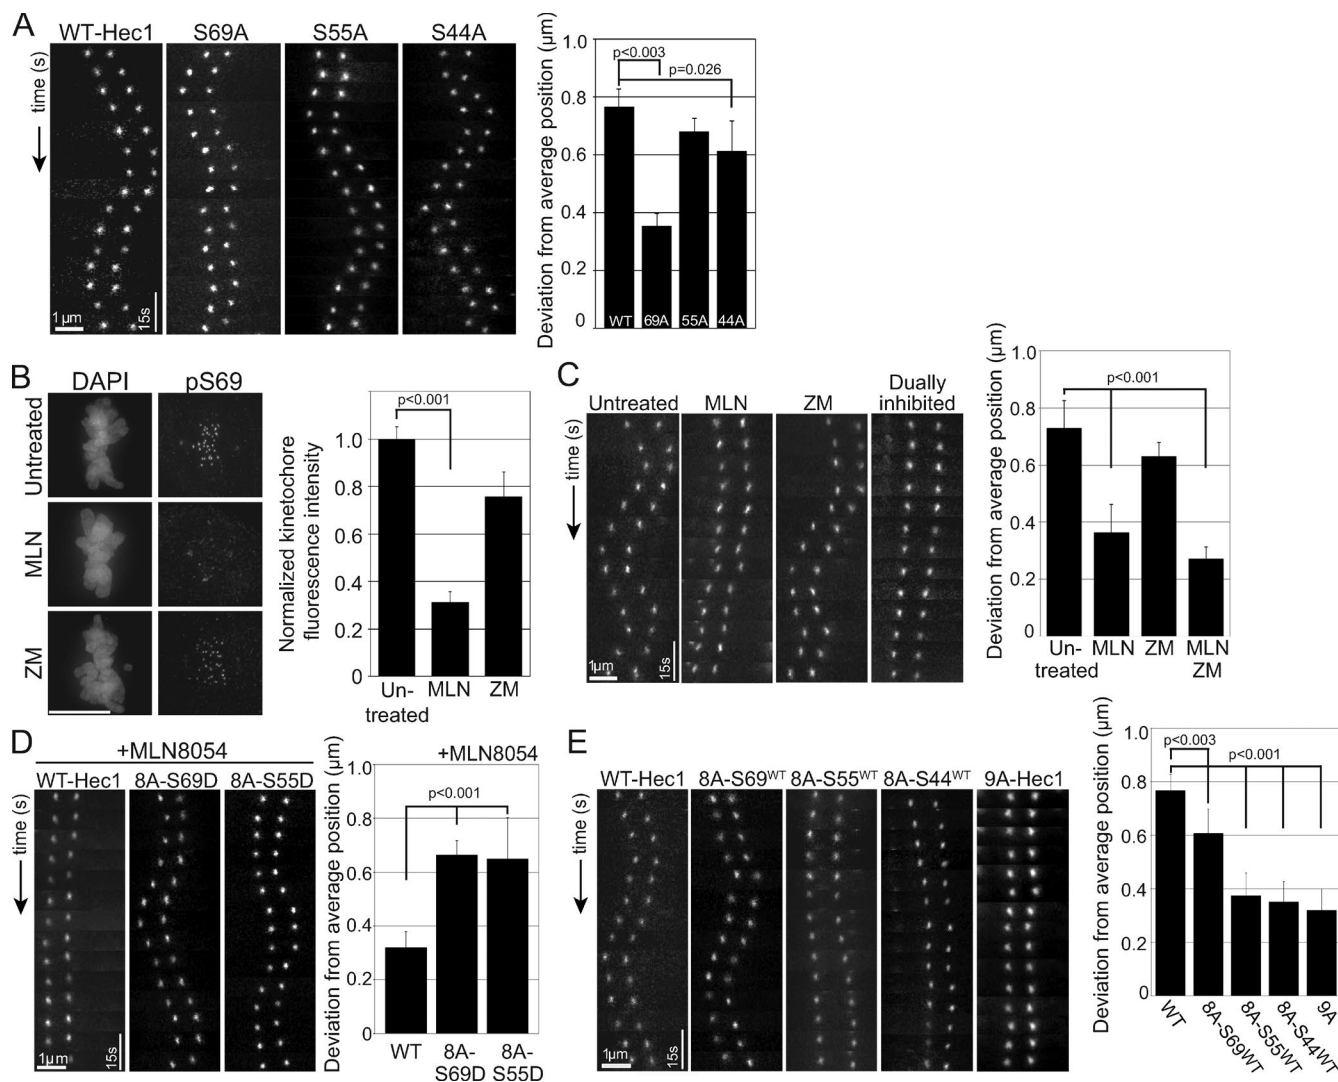 A
WT-Hec1 S69A S55A S44A
time (s)
1 µm
15s
Deviation from average position (µm)
1.0
0.8
0.6
0.4
0.2
0
p<0.003
p=0.026
WT 69A 55A 44A
B
DAPI pS69
Untreated
MLN
ZM
Normalized kinetochore
fluorescence intensity
p<0.001
1.0
0.8
0.6
0.4
0.2
0
Un-
treated
MLN ZM
C
Untreated MLN ZM Dually
inhibited
time (s)
1µm
15s
Deviation from average position (µm)
1.0
0.8
0.6
0.4
0.2
0
p<0.001
Un-
treated
MLN ZM MLN
ZM
D
+MLN8054
WT-Hec1 8A-S69D 8A-S55D
time (s)
1µm
15s
Deviation from average position (µm)
1.0
0.8
0.6
0.4
0.2
0
+MLN8054
p<0.001
WT 8A-
S69D 8A-
S55D
E
WT-Hec1 8A-S69WT 8A-S55WT 8A-S44WT 9A-Hec1
time (s)
1µm
15s
Deviation from average position (µm)
1.0
0.8
0.6
0.4
0.2
0
p<0.003
p<0.001
WT
8A-S69WT
8A-S55WT
8A-S44WT
9A